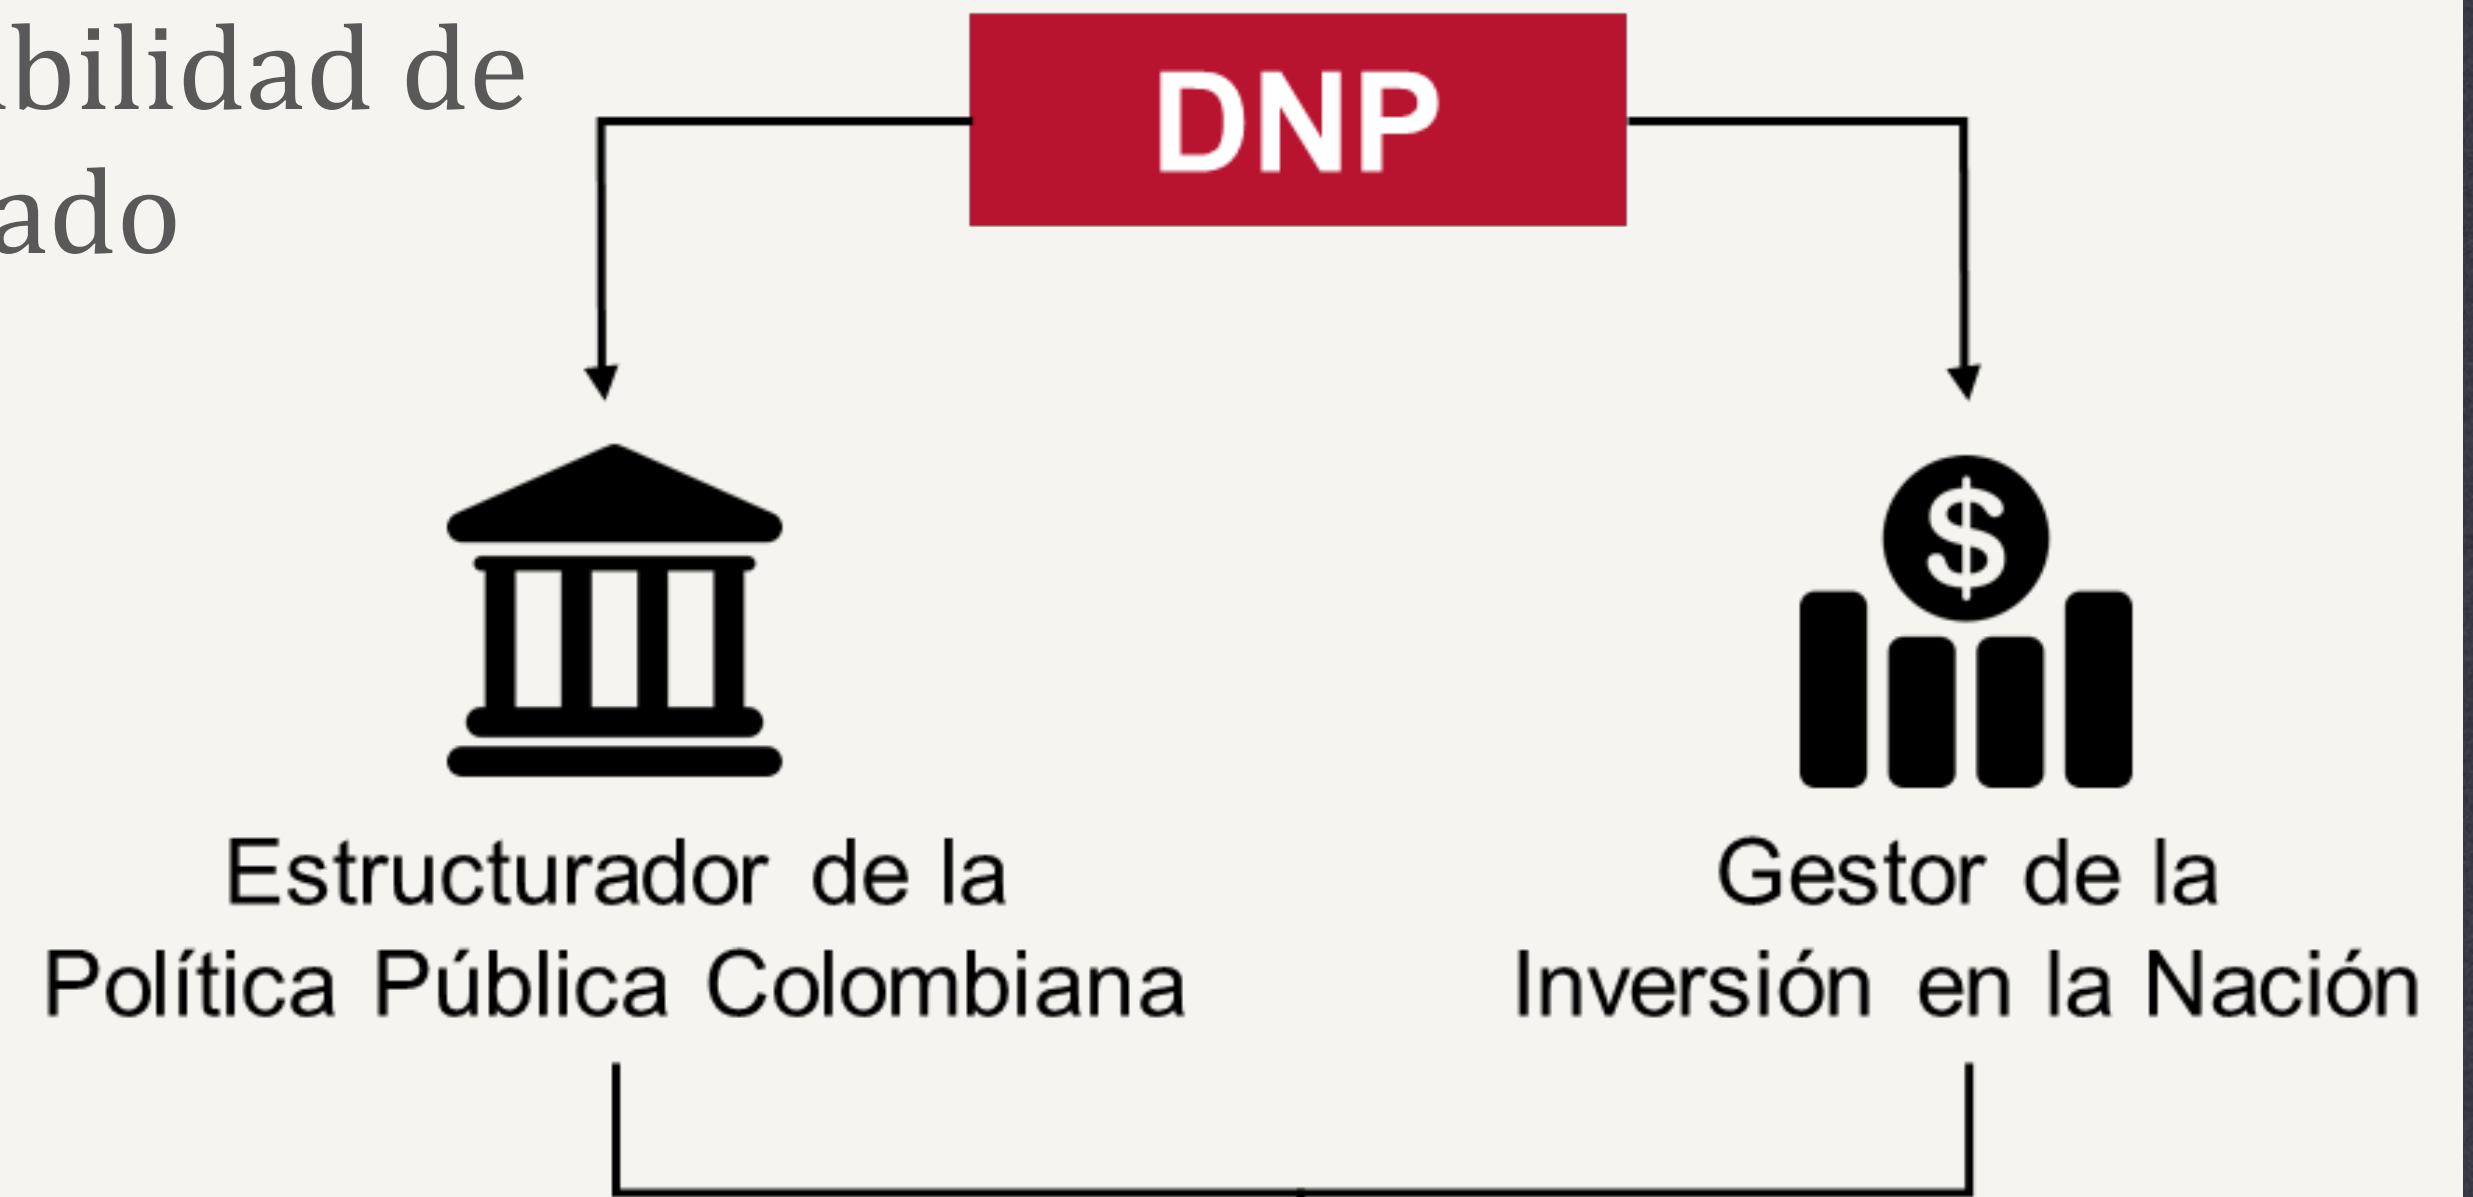 bilidad de
ado
DNP
Estructurador de la
Política Pública Colombiana
Gestor de la
Inversión en la Nación